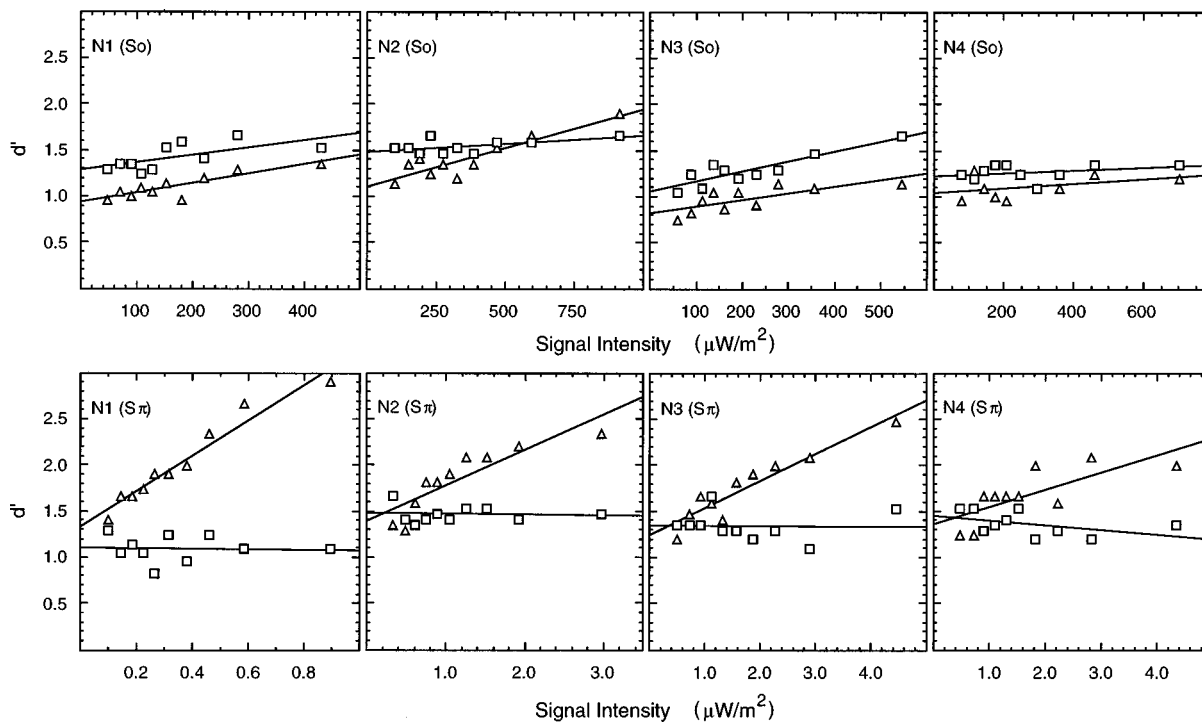 N1 (So) N2 (So) N3 (So) N4 (So)
2.5
2.0
1.5
1.0
0.5
d'
100 200 300 400 250 500 750 100 200 300 400 500 200 400 600
Signal Intensity (μW/m²)
N1 (Sπ) N2 (Sπ) N3 (Sπ) N4 (Sπ)
2.5
2.0
1.5
1.0
0.5
d'
0.0 0.2 0.4 0.6 0.8 1.0 2.0 3.0 1.0 2.0 3.0 4.0 1.0 2.0 3.0 4.0
Signal Intensity (μW/m²)